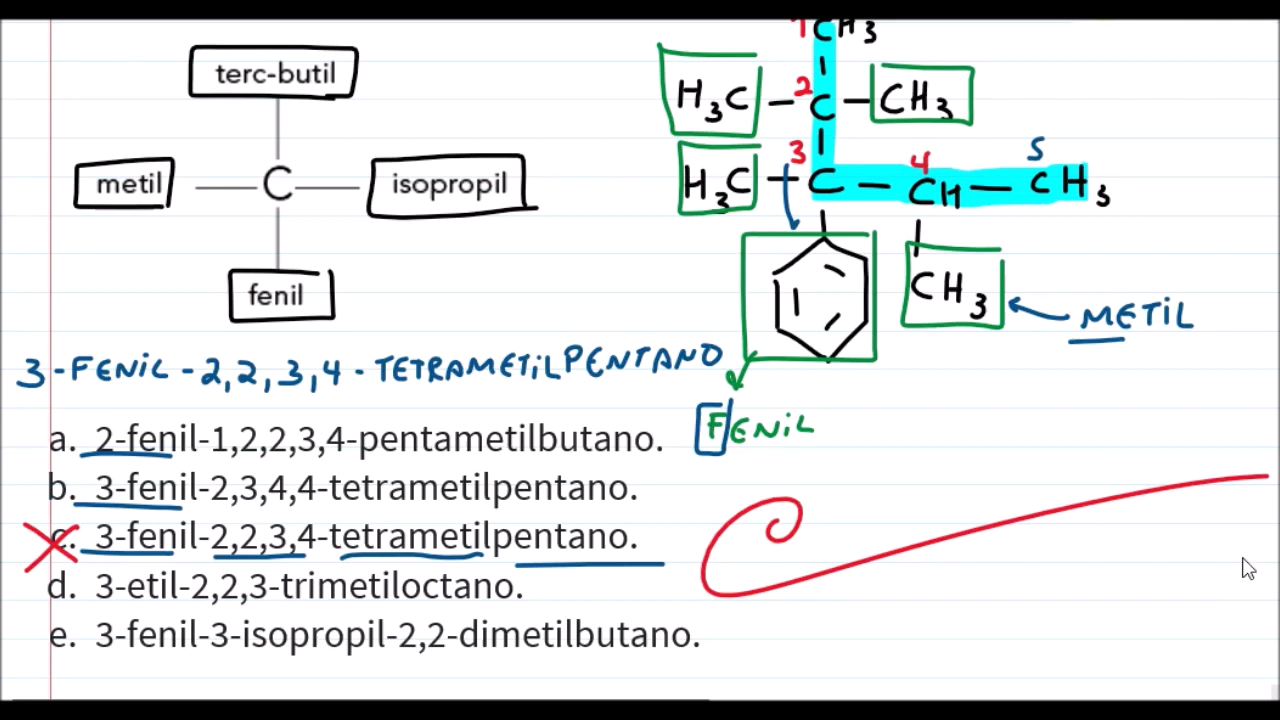 terc-butil
metil C isopropil
fenil
1 CH3
H3C - 2 C - CH3
H3C - 3 C - 4 CH - 5 CH3
CH3
METIL
FENIL
3-FENIL-2,2,3,4-TETRAMETILPENTANO
a. 2-fenil-1,2,2,3,4-pentametilbutano.
b. 3-fenil-2,3,4,4-tetrametilpentano.
c. 3-fenil-2,2,3,4-tetrametilpentano.
d. 3-etil-2,2,3-trimetiloctano.
e. 3-fenil-3-isopropil-2,2-dimetilbutano.